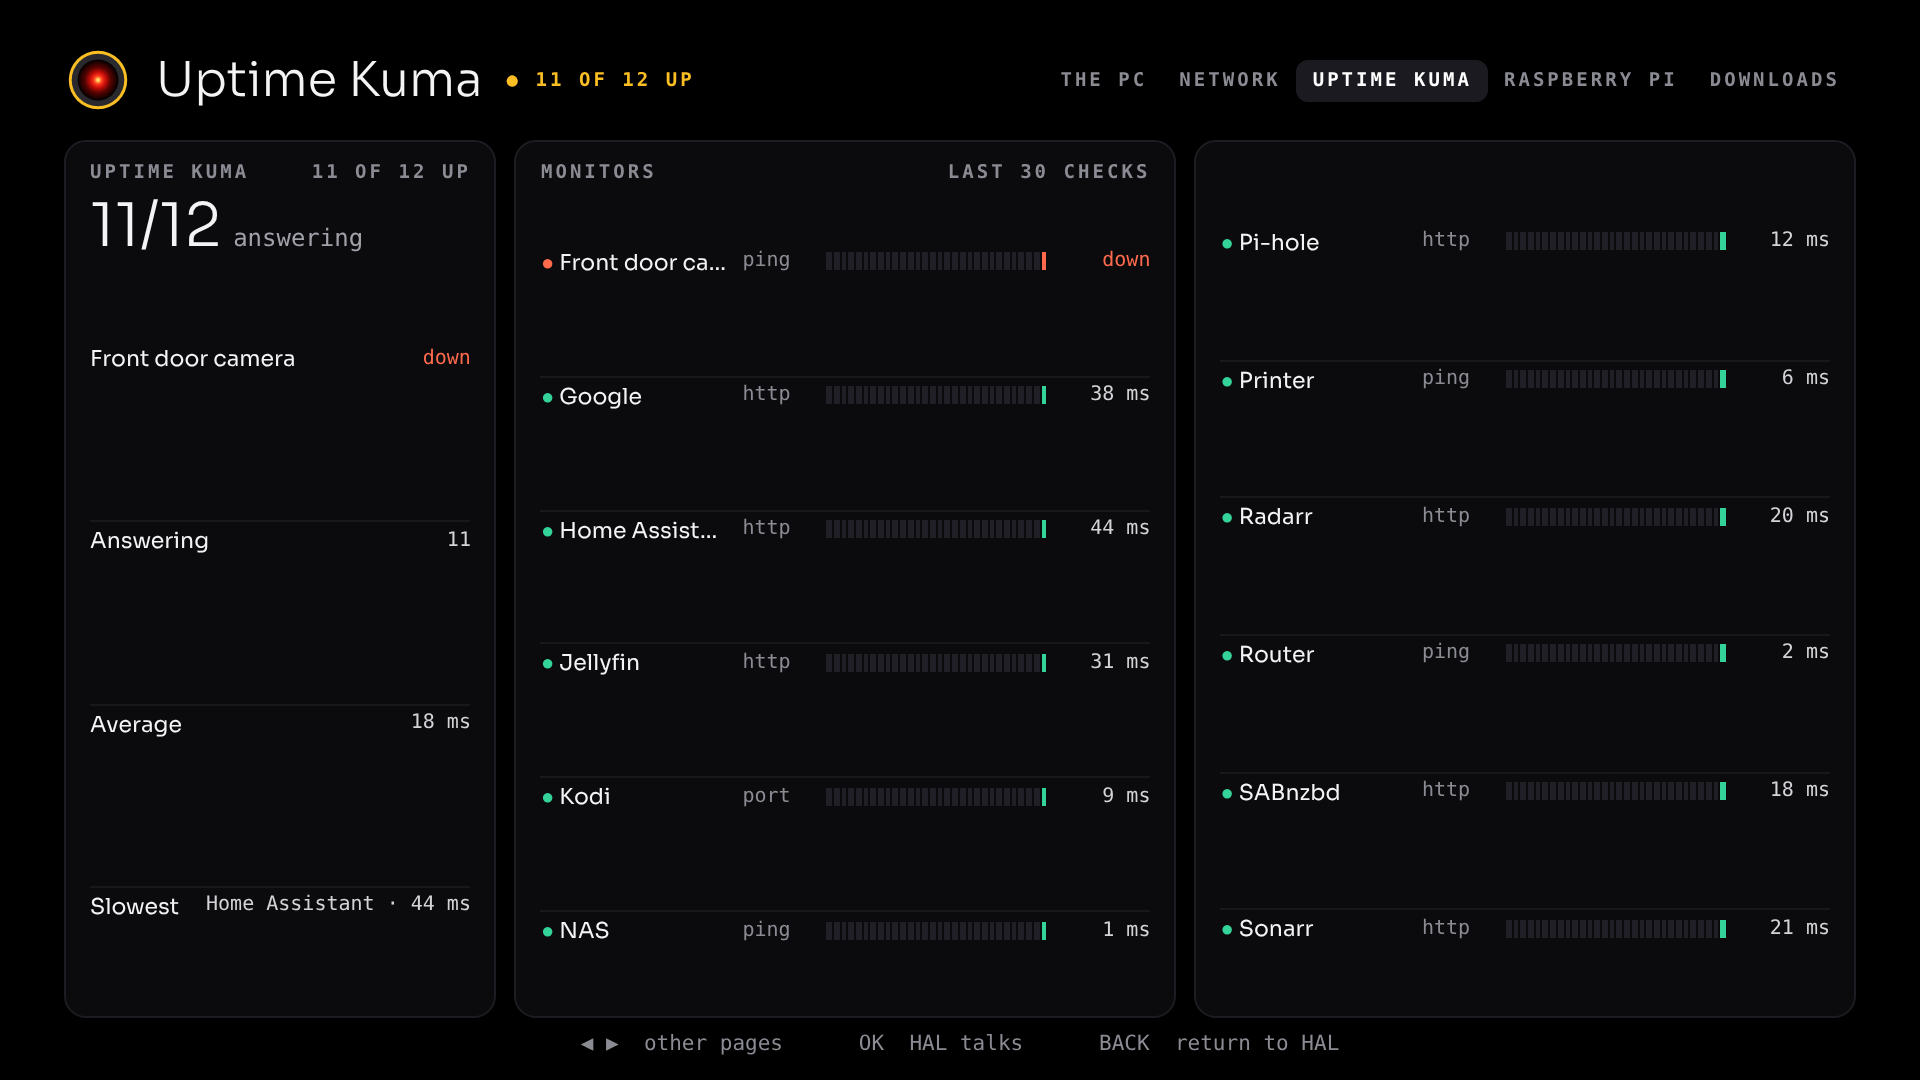 Uptime Kuma ● 11 OF 12 UP
THE PC NETWORK UPTIME KUMA RASPBERRY PI DOWNLOADS
UPTIME KUMA 11 OF 12 UP
11/12 answering
Front door camera down
Answering 11
Average 18 ms
Slowest Home Assistant · 44 ms
MONITORS LAST 30 CHECKS
Front door ca... ping down
Google http 38 ms
Home Assist... http 44 ms
Jellyfin http 31 ms
Kodi port 9 ms
NAS ping 1 ms
Pi-hole http 12 ms
Printer ping 6 ms
Radarr http 20 ms
Router ping 2 ms
SABnzbd http 18 ms
Sonarr http 21 ms
◀ ▶ other pages OK HAL talks BACK return to HAL